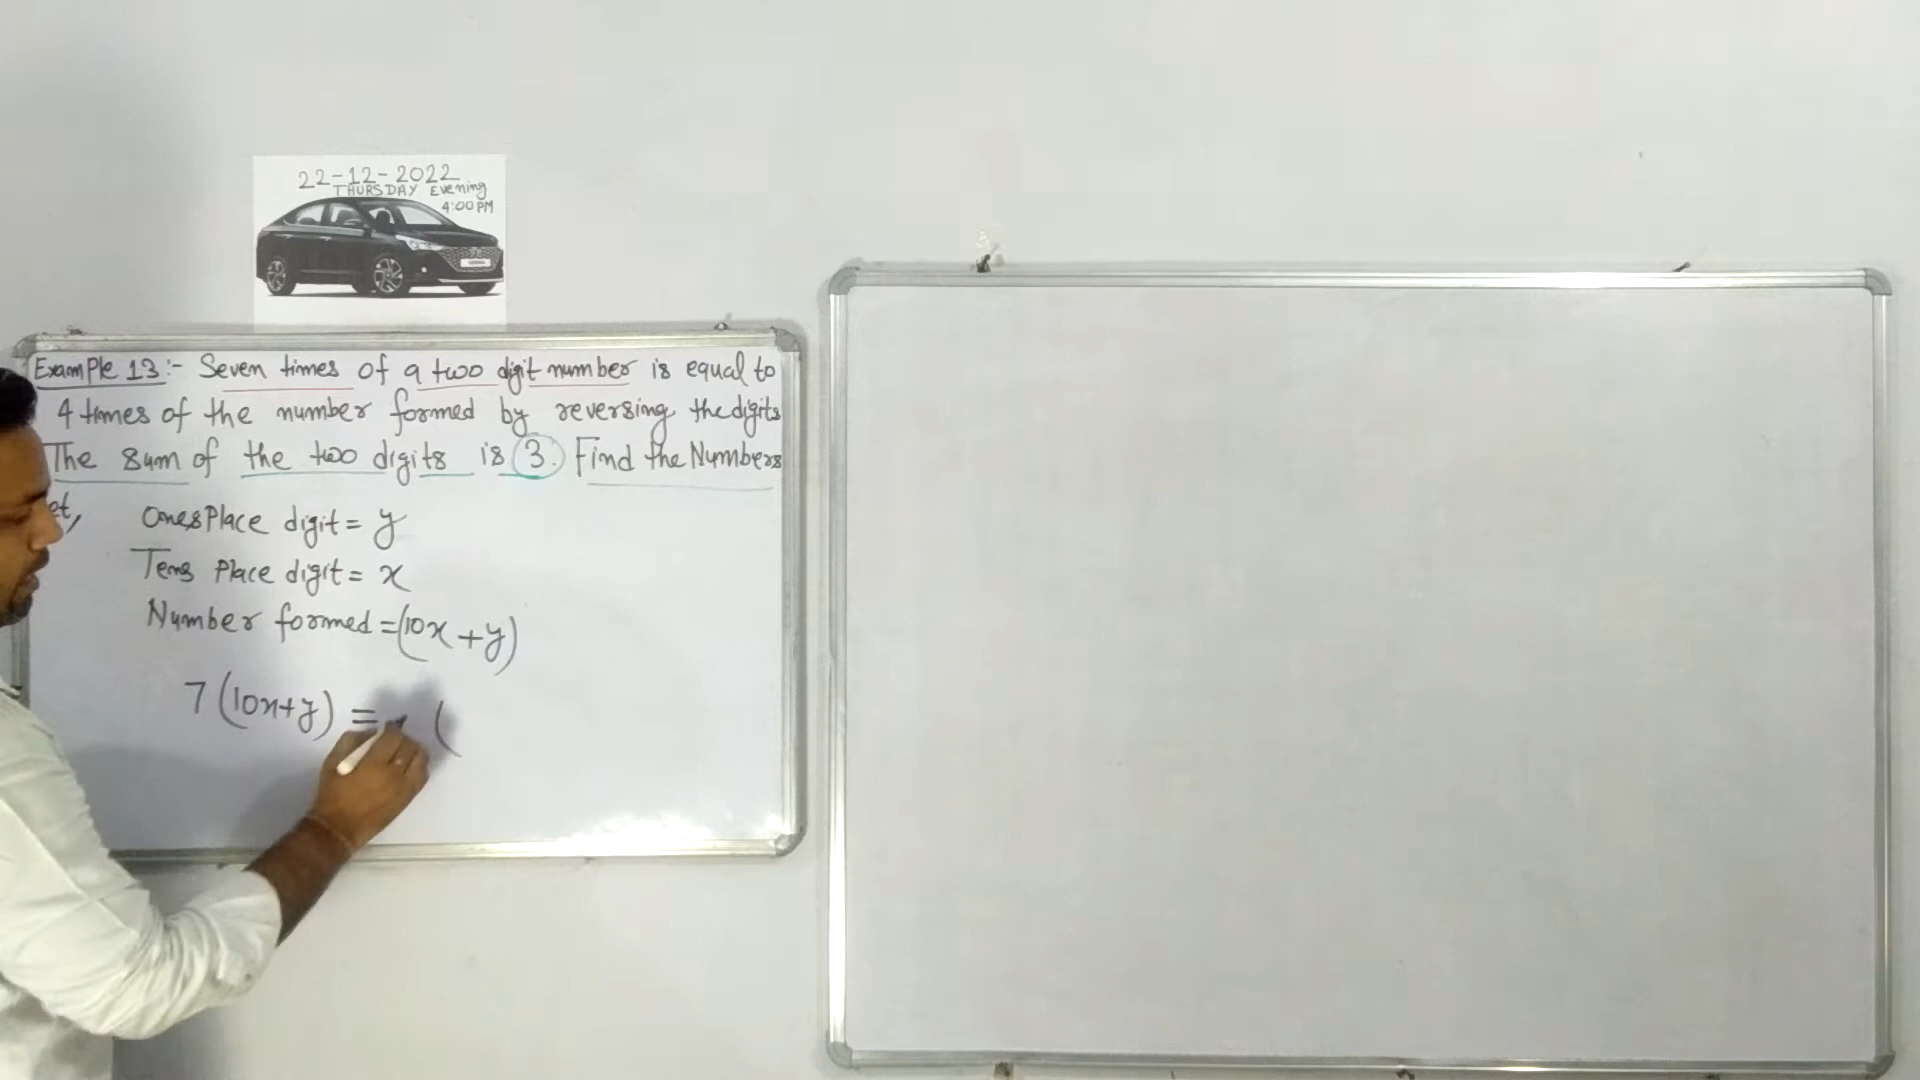 22-12-2022
THURSDAY Evening
4:00 PM
Example 13:- Seven times of a two digit number is equal to
4 times of the number formed by reversing the digits
The sum of the two digits is 3. Find the Numbers
et,
Ones Place digit = y
Tens Place digit = x
Number formed = (10x + y)
7 (10x+y) = (